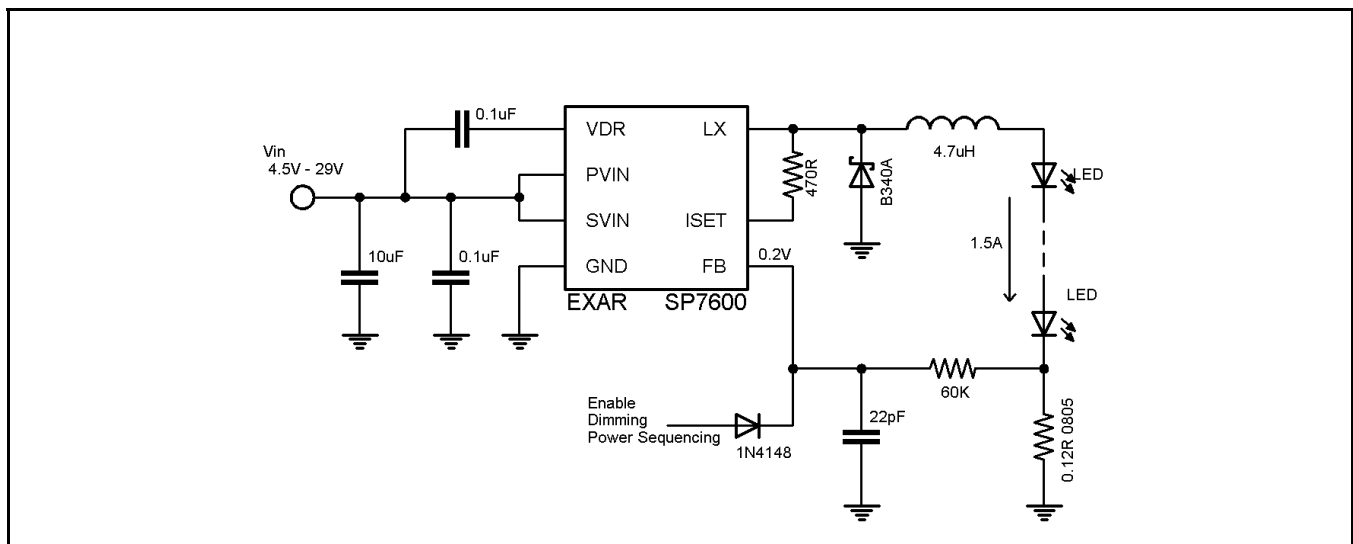 0.1uF
VDR
LX
Vin
4.5V - 29V
PVIN
470R
B340A
4.7uH
LED
SVIN
ISET
1.5A
10uF
0.1uF
GND
FB
0.2V
EXAR
SP7600
LED
60K
Enable
Dimming
Power Sequencing
1N4148
22pF
0.12R 0805